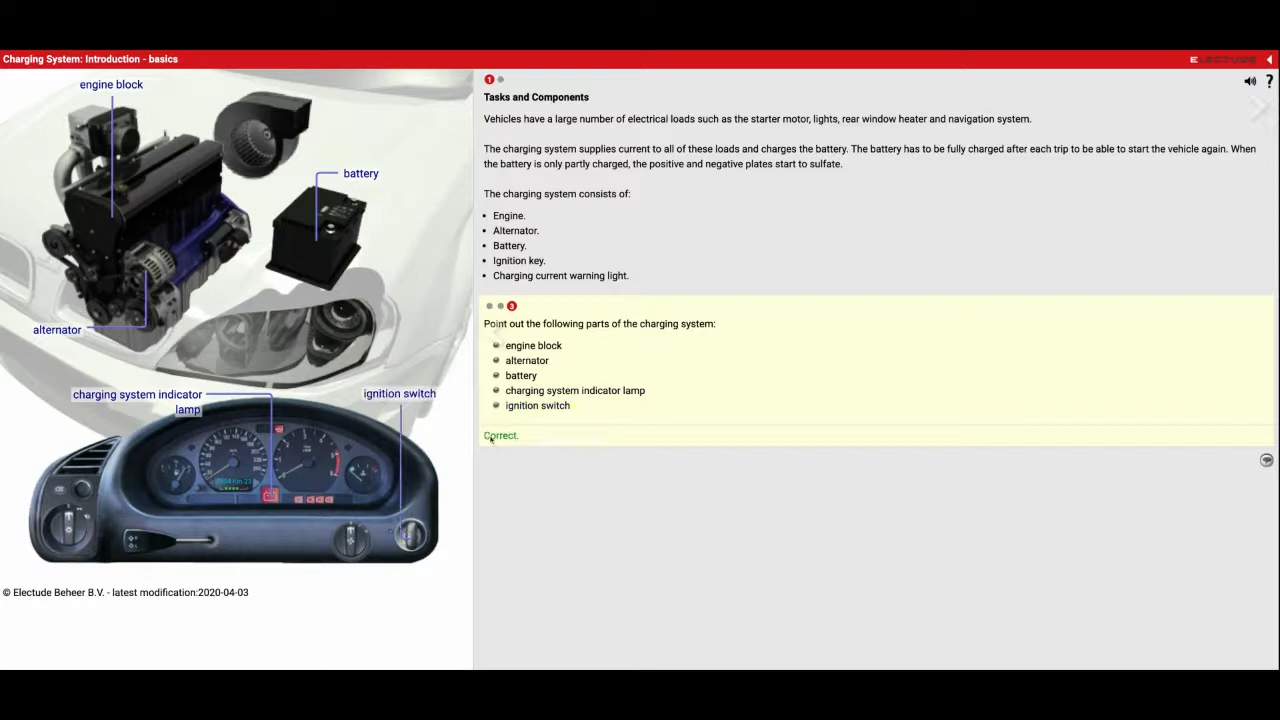 Charging System: Introduction - basics
ELECTUDE
engine block
battery
alternator
charging system indicator
lamp
ignition switch
© Electude Beheer B.V. - latest modification:2020-04-03
1
?
Tasks and Components
Vehicles have a large number of electrical loads such as the starter motor, lights, rear window heater and navigation system.
The charging system supplies current to all of these loads and charges the battery. The battery has to be fully charged after each trip to be able to start the vehicle again. When
the battery is only partly charged, the positive and negative plates start to sulfate.
The charging system consists of:
• Engine.
• Alternator.
• Battery.
• Ignition key.
• Charging current warning light.
3
Point out the following parts of the charging system:
engine block
alternator
battery
charging system indicator lamp
ignition switch
Correct.